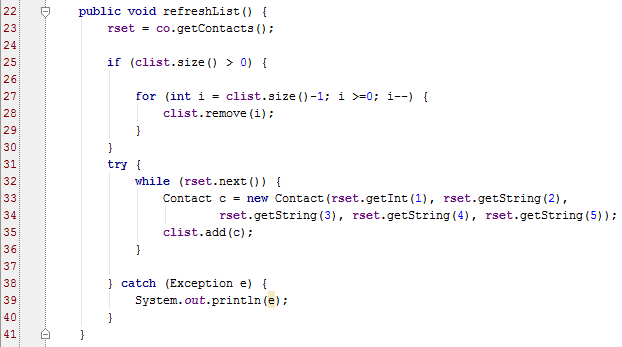 22 public void refreshList() {
23 rset = co.getContacts();
24
25 if (clist.size() > 0) {
26
27 for (int i = clist.size()-1; i >=0; i--) {
28 clist.remove(i);
29 }
30 }
31 try {
32 while (rset.next()) {
33 Contact c = new Contact(rset.getInt(1), rset.getString(2),
34 rset.getString(3), rset.getString(4), rset.getString(5));
35 clist.add(c);
36 }
37
38 } catch (Exception e) {
39 System.out.println(e);
40 }
41 }